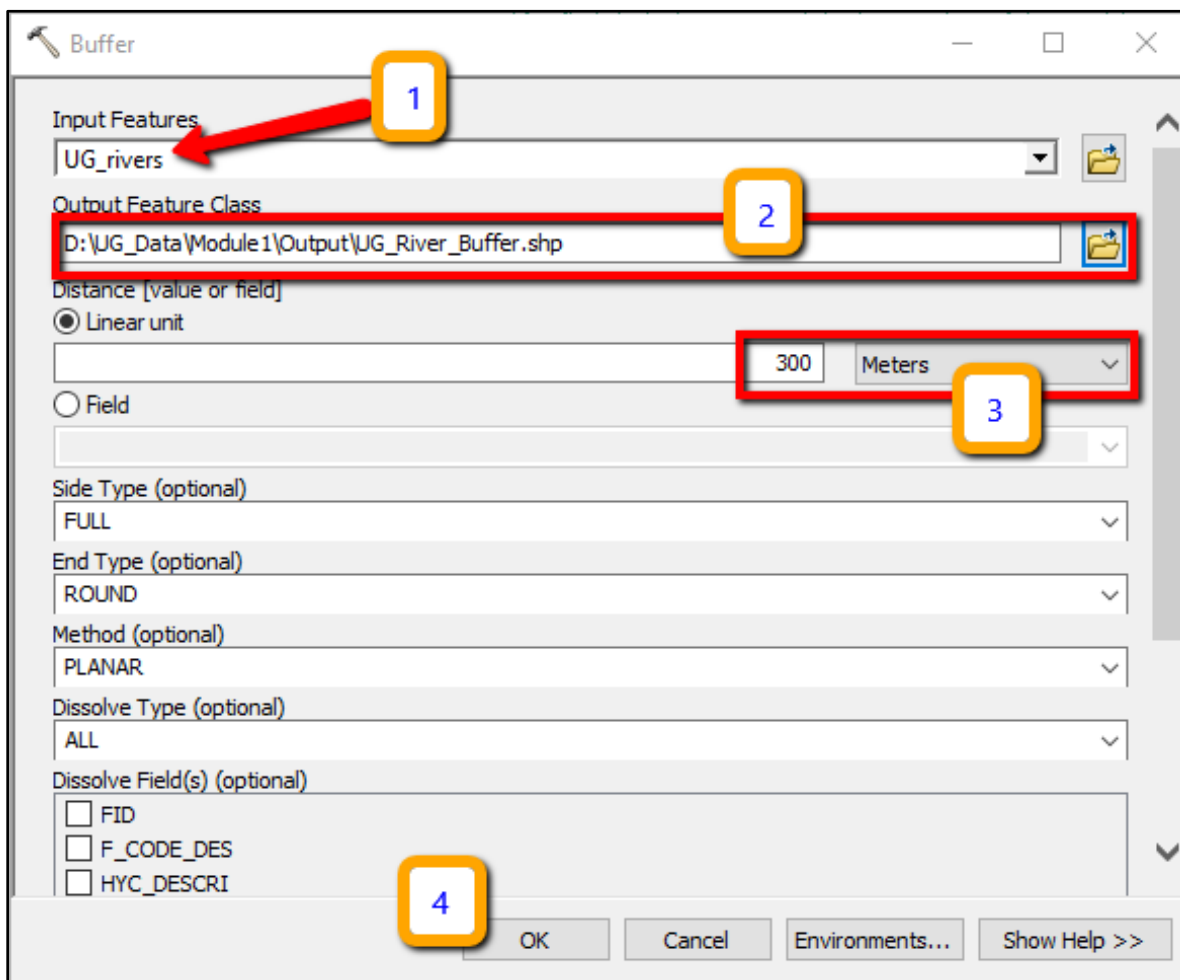 Buffer
1
Input Features
UG_rivers
Output Feature Class
2
D:\UG_Data\Module1\Output\UG_River_Buffer.shp
Distance [value or field]
Linear unit
300 Meters
3
Field
Side Type (optional)
FULL
End Type (optional)
ROUND
Method (optional)
PLANAR
Dissolve Type (optional)
ALL
Dissolve Field(s) (optional)
FID
F_CODE_DES
HYC_DESCRI
4
OK Cancel Environments... Show Help >>